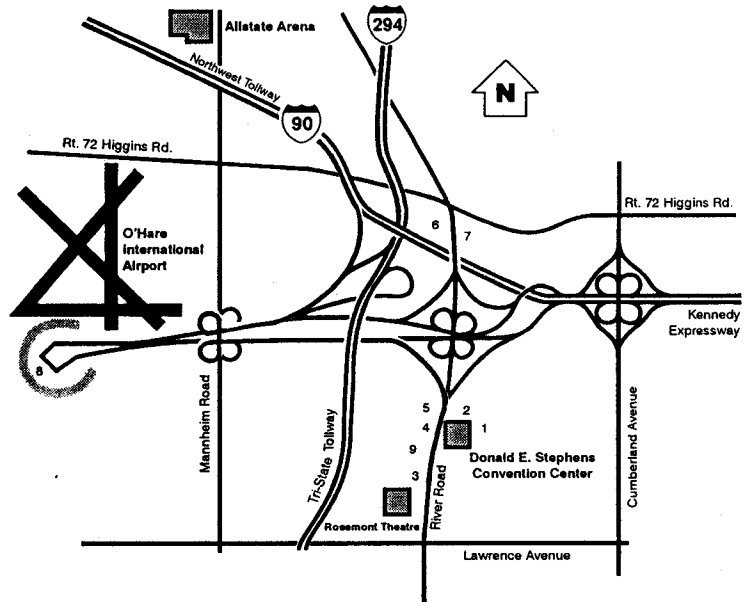 Allstate Arena
294
Northwest Tollway
N
90
Rt. 72 Higgins Rd.
Rt. 72 Higgins Rd.
6
7
O'Hare
International
Airport
Kennedy
Expressway
8
Mannheim Road
Tri-State Tollway
5
2
4
1
9
3
Donald E. Stephens
Convention Center
River Road
Cumberland Avenue
Rosemont Theatre
Lawrence Avenue